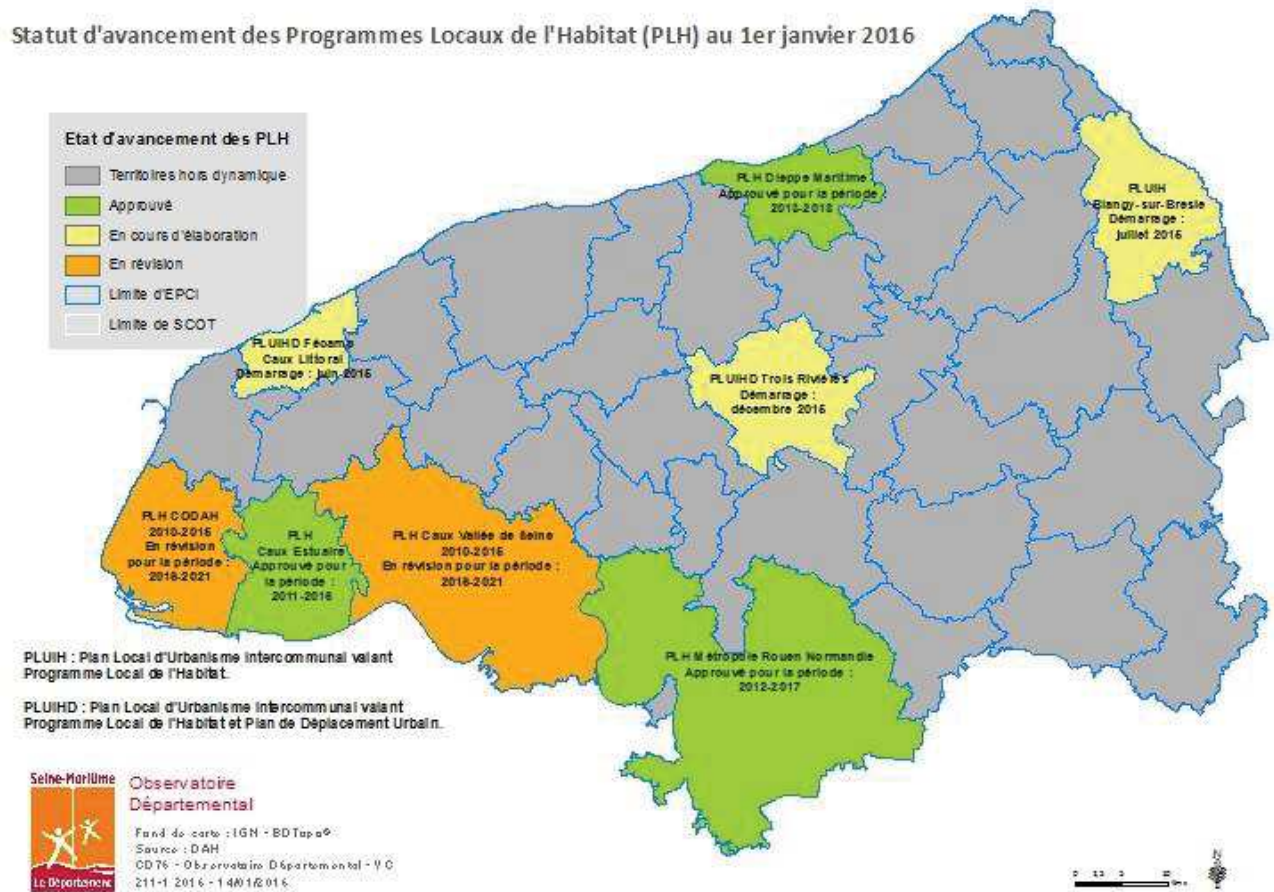 Statut d'avancement des Programmes Locaux de l'Habitat (PLH) au 1er janvier 2016
Etat d'avancement des PLH
Territoires hors dynamique
Approuvé
En cours d'élaboration
En révision
Limite d'EPCI
Limite de SCOT
PLH Dieppe Maritime
Approuvé pour la période
2013-2018
PLUIH
Blangy-sur-Bresle
Démarrage :
juillet 2015
PLUIHD Fécamp
Caux Littoral
Démarrage : juin 2015
PLUIHD Trois Rivières
Démarrage :
décembre 2015
PLH CODAH
2010-2015
En révision
pour la période :
2016-2021
PLH
Caux Estuaire
Approuvé pour
la période :
2011-2016
PLH Caux Vallée de Seine
2010-2015
En révision pour la période :
2016-2021
PLH Métropole Rouen Normandie
Approuvé pour la période :
2012-2017
PLUIH : Plan Local d'Urbanisme Intercommunal valant
Programme Local de l'Habitat.
PLUIHD : Plan Local d'Urbanisme Intercommunal valant
Programme Local de l'Habitat et Plan de Déplacement Urbain.
Seine-Maritime
Le Département
Observatoire
Départemental
Fond de carte : IGN - BDTopo®
Source : DAH
CD76 - Observatoire Départemental - VC
211-1 2016 - 14/01/2016